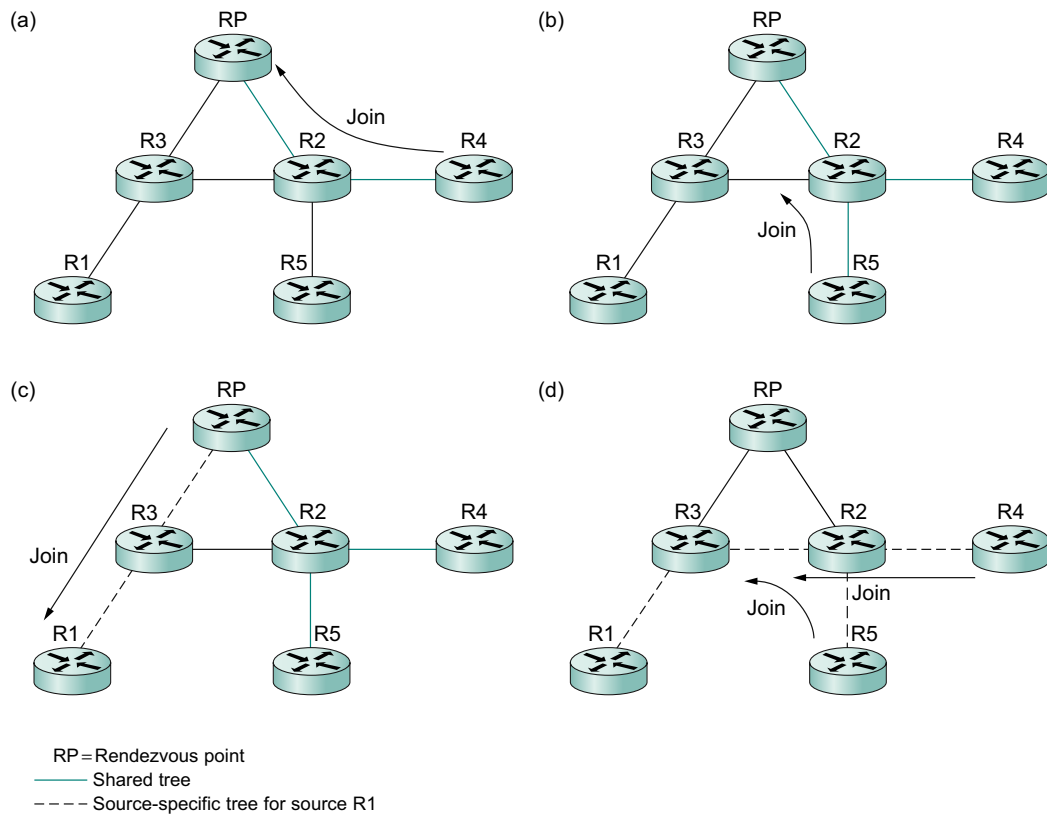 (a)
RP
Join
R3
R2
R4
R1
R5
(b)
RP
R3
R2
R4
Join
R1
R5
(c)
RP
R3
R2
R4
Join
R1
R5
(d)
RP
R3
R2
R4
Join
Join
R1
R5
RP=Rendezvous point
Shared tree
Source-specific tree for source R1